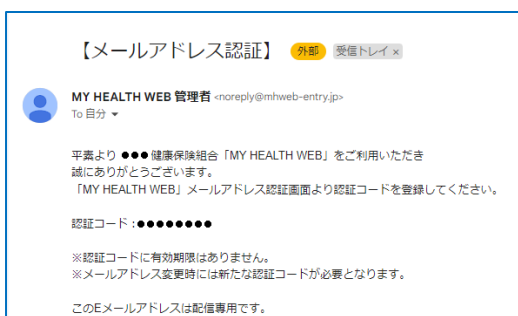 【メールアドレス認証】 外部 受信トレイ ×
MY HEALTH WEB 管理者 <noreply@mhweb-entry.jp>
To 自分
平素より ●●●健康保険組合「MY HEALTH WEB」をご利用いただき
誠にありがとうございます。
「MY HEALTH WEB」メールアドレス認証画面より認証コードを登録してください。
認証コード：●●●●●●●●
※認証コードに有効期限はありません。
※メールアドレス変更時には新たな認証コードが必要となります。
このEメールアドレスは配信専用です。